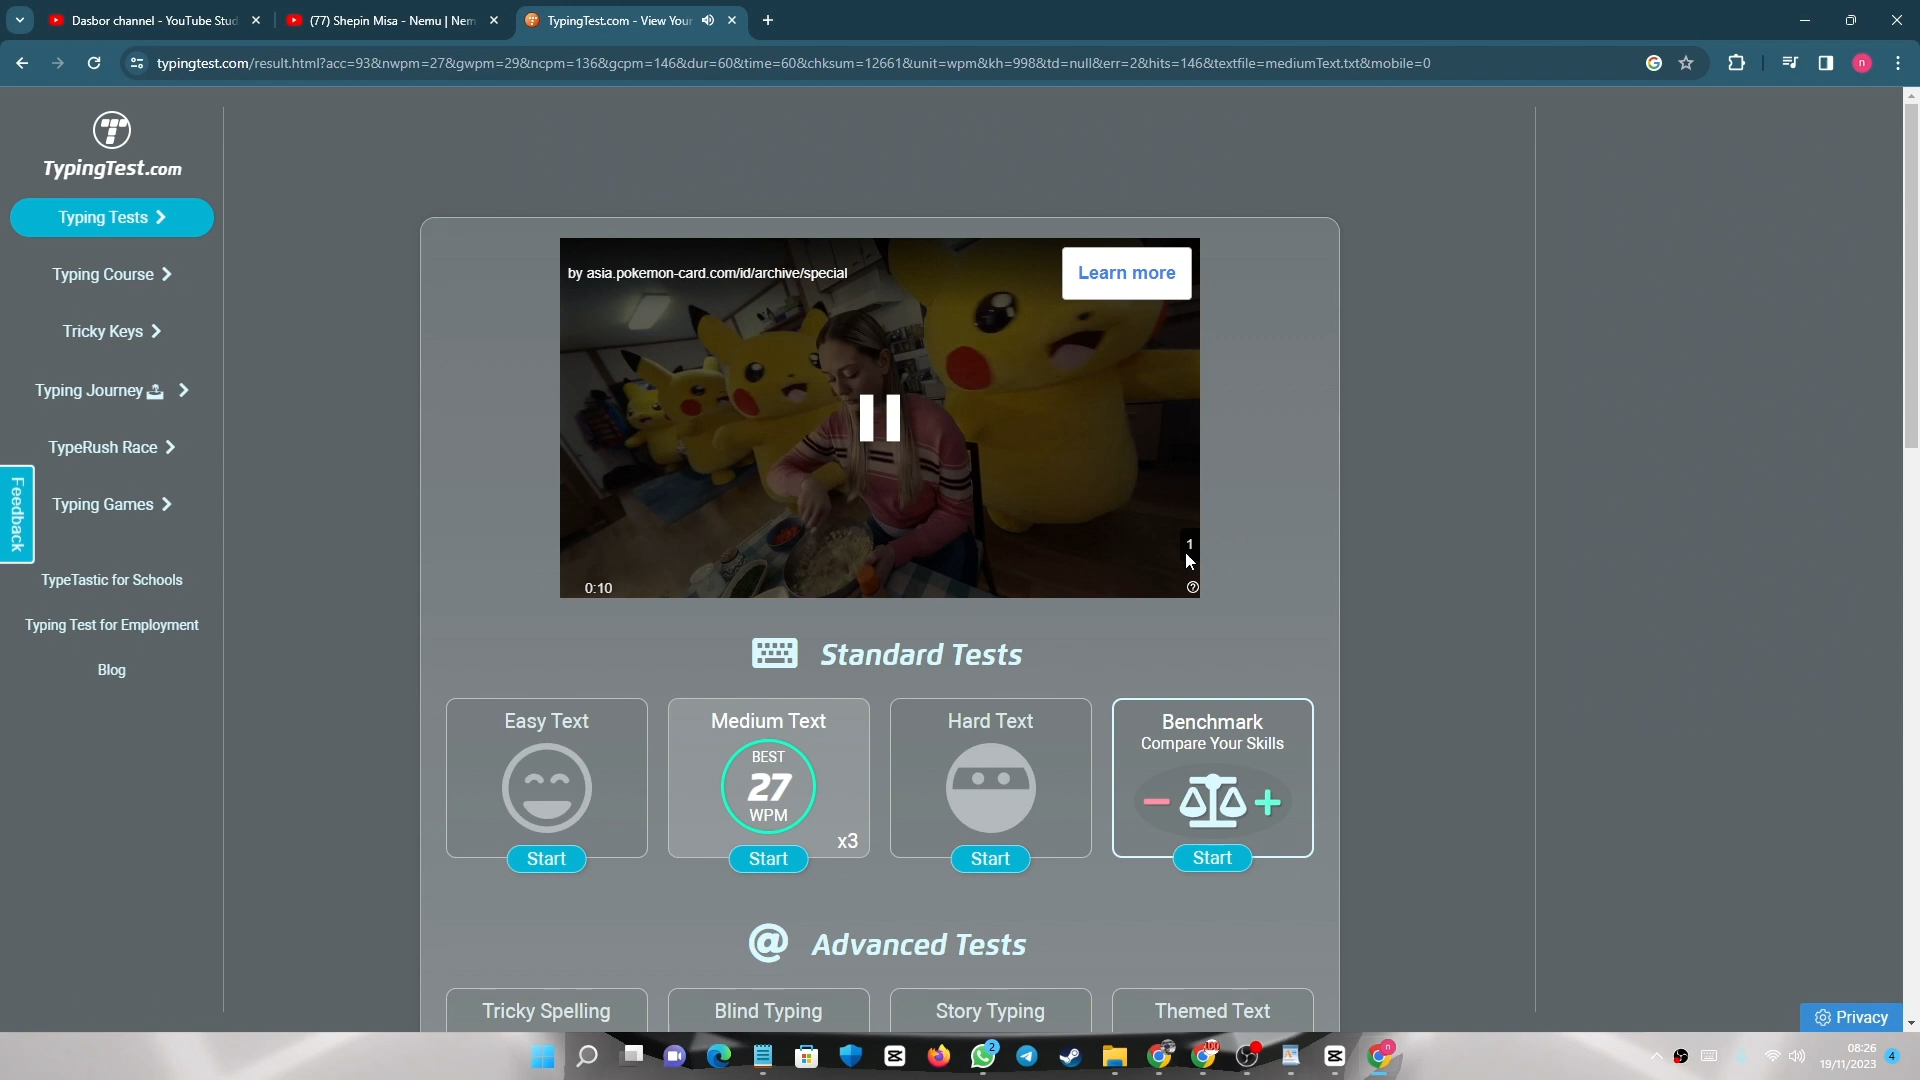 Dasbor channel - YouTube Stud
(77) Shepin Misa - Nemu | Nem
TypingTest.com - View Your
typingtest.com/result.html?acc=93&nwpm=27&gwpm=29&ncpm=136&gcpm=146&dur=60&time=60&chksum=12661&unit=wpm&kh=998&td=null&err=2&hits=146&textfile=mediumText.txt&mobile=0
n
TypingTest.com
Typing Tests
Typing Course
Tricky Keys
Typing Journey
TypeRush Race
Typing Games
Feedback
TypeTastic for Schools
Typing Test for Employment
Blog
by asia.pokemon-card.com/id/archive/special
Learn more
1
0:10
Standard Tests
Easy Text
Start
Medium Text
BEST
27
WPM
x3
Start
Hard Text
Start
Benchmark
Compare Your Skills
Start
@ Advanced Tests
Tricky Spelling
Blind Typing
Story Typing
Themed Text
Privacy
2
n
08:26
19/11/2023
4